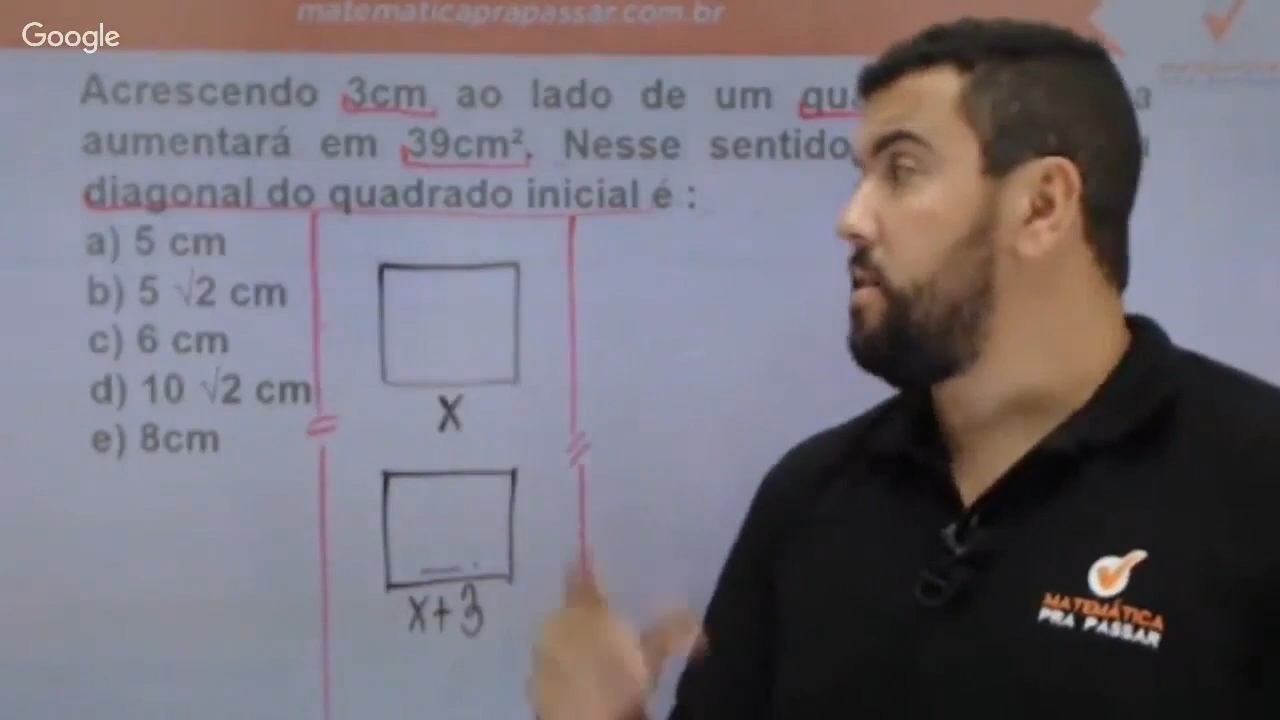 matematicaprapassar.com.br
Google
Acrescendo 3cm ao lado de um
aumentará em 39cm². Nesse sentido,
diagonal do quadrado inicial é :
a) 5 cm
b) 5 √2 cm
c) 6 cm
d) 10 √2 cm
e) 8cm
X
X+3
MATEMÁTICA
PRA PASSAR